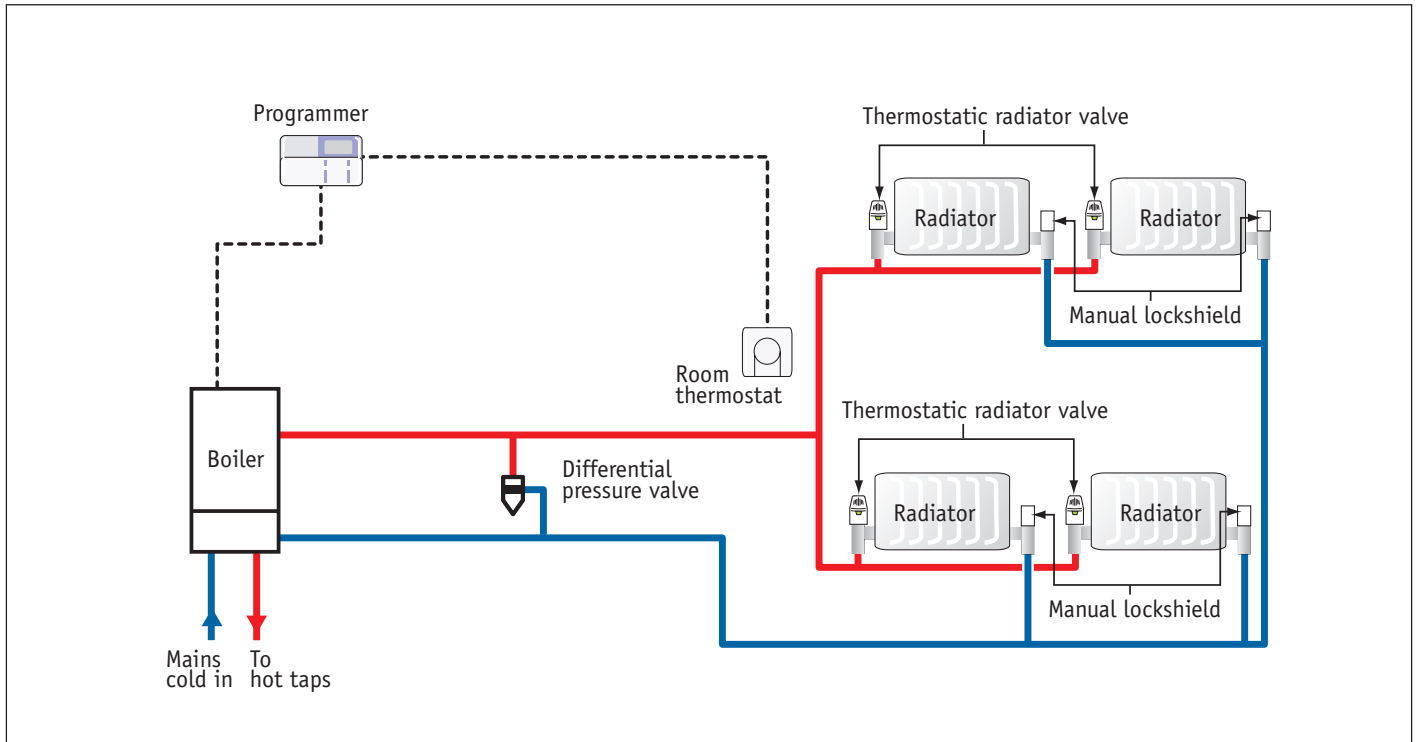 Programmer
Thermostatic radiator valve
Radiator
Radiator
Manual lockshield
Room
thermostat
Thermostatic radiator valve
Boiler
Differential
pressure valve
Radiator
Radiator
Manual lockshield
Mains
cold in
To
hot taps